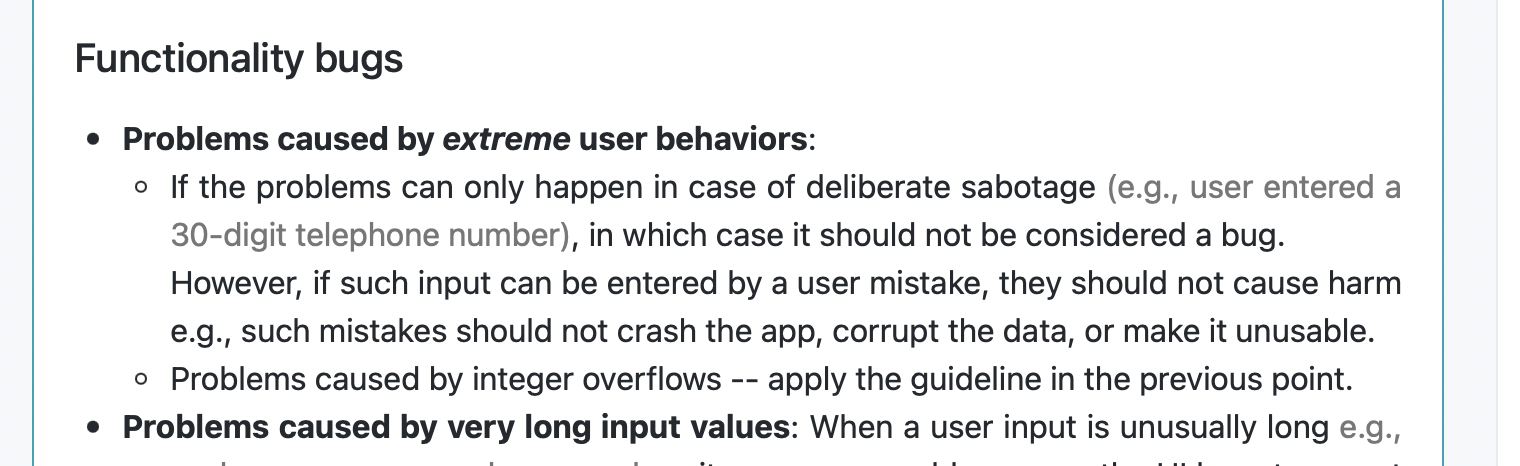 Functionality bugs
• Problems caused by extreme user behaviors:
◦ If the problems can only happen in case of deliberate sabotage (e.g., user entered a
30-digit telephone number), in which case it should not be considered a bug.
However, if such input can be entered by a user mistake, they should not cause harm
e.g., such mistakes should not crash the app, corrupt the data, or make it unusable.
◦ Problems caused by integer overflows -- apply the guideline in the previous point.
• Problems caused by very long input values: When a user input is unusually long e.g.,